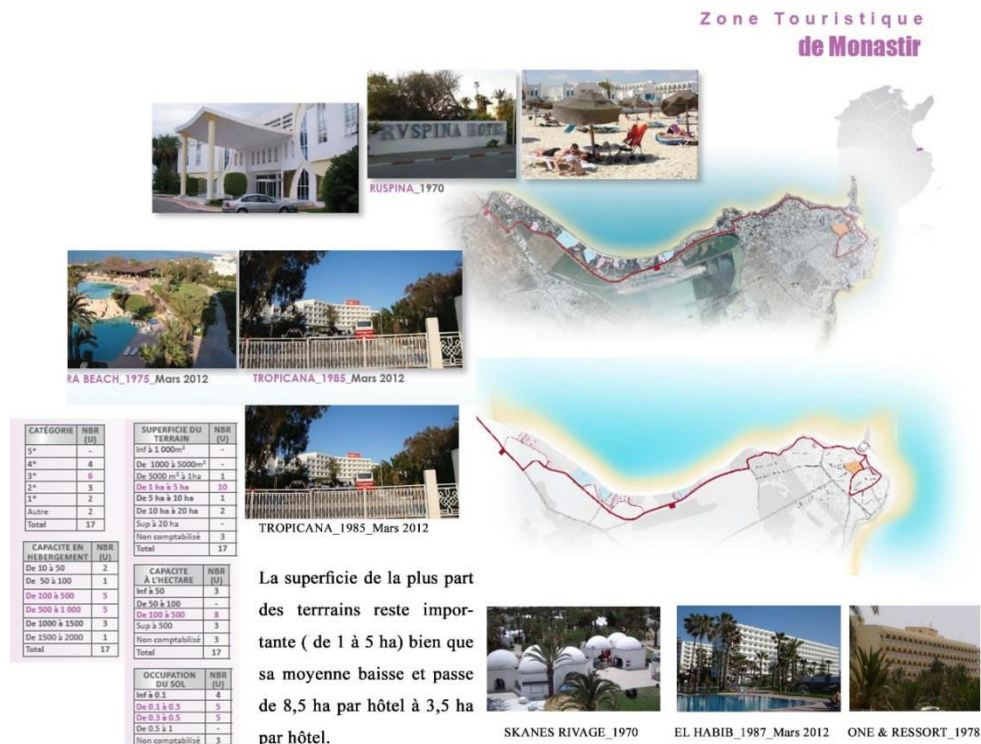 Zone Touristique
de Monastir
RVSPINA HOTEL
RUSPINA_1970
RA BEACH_1975_Mars 2012
TROPICANA_1985_Mars 2012
TROPICANA_1985_Mars 2012
CATÉGORIE NBR (U)
5* -
4* 4
3* 6
2* 3
1* 2
Autre 2
Total 17
CAPACITE EN HEBERGEMENT NBR (U)
De 10 à 50 2
De 50 à 100 1
De 100 à 500 5
De 500 à 1 000 5
De 1000 à 1500 3
De 1500 à 2000 1
Total 17
SUPERFICIE DU TERRAIN NBR (U)
Inf à 1 000m² -
De 1000 à 5000m² -
De 5000 m² à 1ha 1
De 1 ha à 5 ha 10
De 5 ha à 10 ha 1
De 10 ha à 20 ha 2
Sup à 20 ha -
Non comptabilisé 3
Total 17
CAPACITE À L'HECTARE NBR (U)
Inf à 50 3
De 50 à 100 -
De 100 à 500 8
Sup à 500 3
Non comptabilisé 3
Total 17
OCCUPATION DU SOL NBR (U)
Inf à 0.1 4
De 0.1 à 0.3 5
De 0.3 à 0.5 5
De 0.5 à 1 -
Non comptabilisé 3
La superficie de la plus part
des terrrains reste impor-
tante ( de 1 à 5 ha) bien que
sa moyenne baisse et passe
de 8,5 ha par hôtel à 3,5 ha
par hôtel.
SKANES RIVAGE_1970
EL HABIB_1987_Mars 2012
ONE & RESSORT_1978